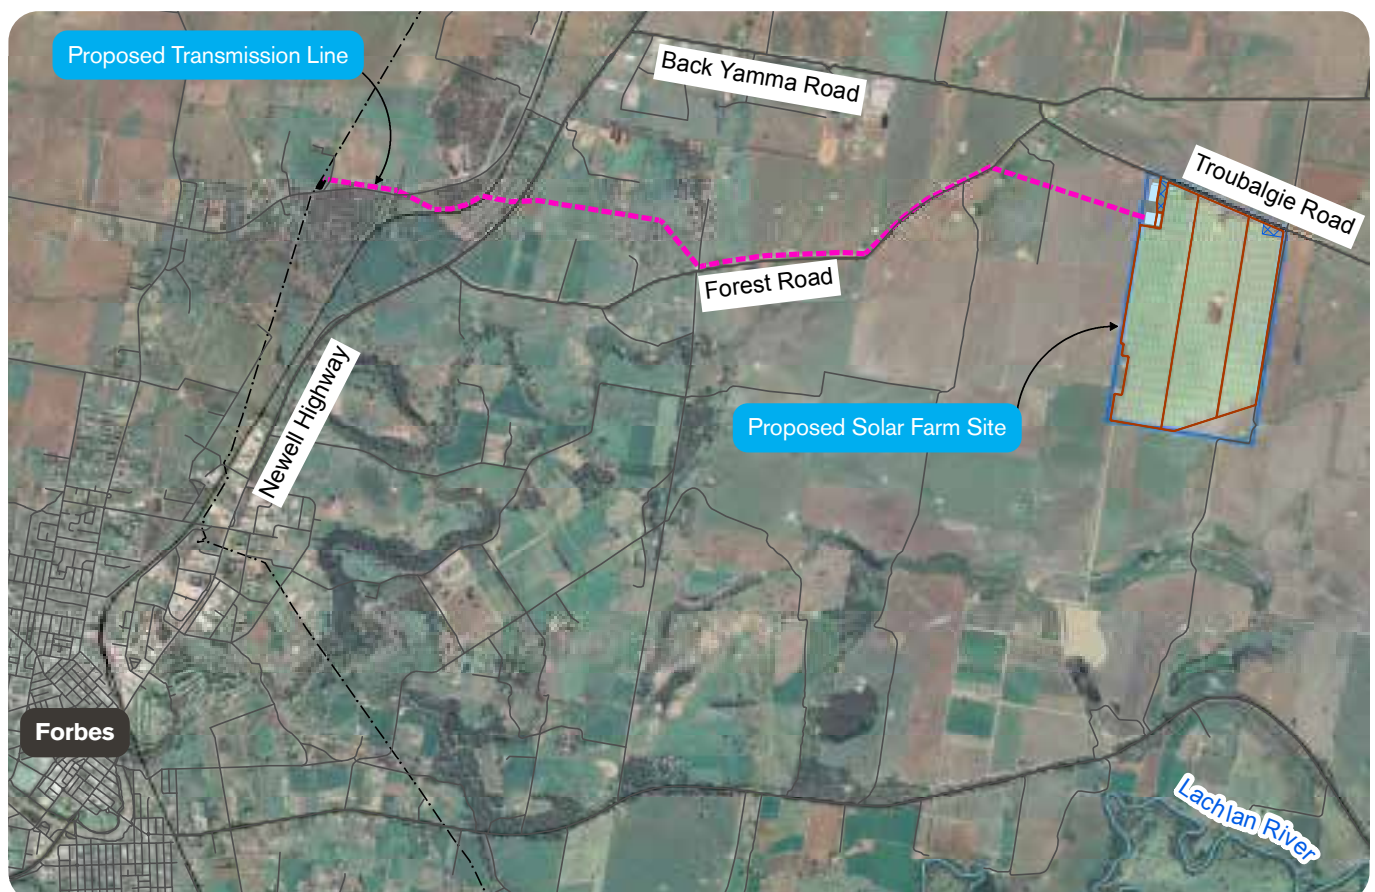 Proposed Transmission Line
Back Yamma Road
Troubalgie Road
Forest Road
Newell Highway
Proposed Solar Farm Site
Forbes
Lachlan River